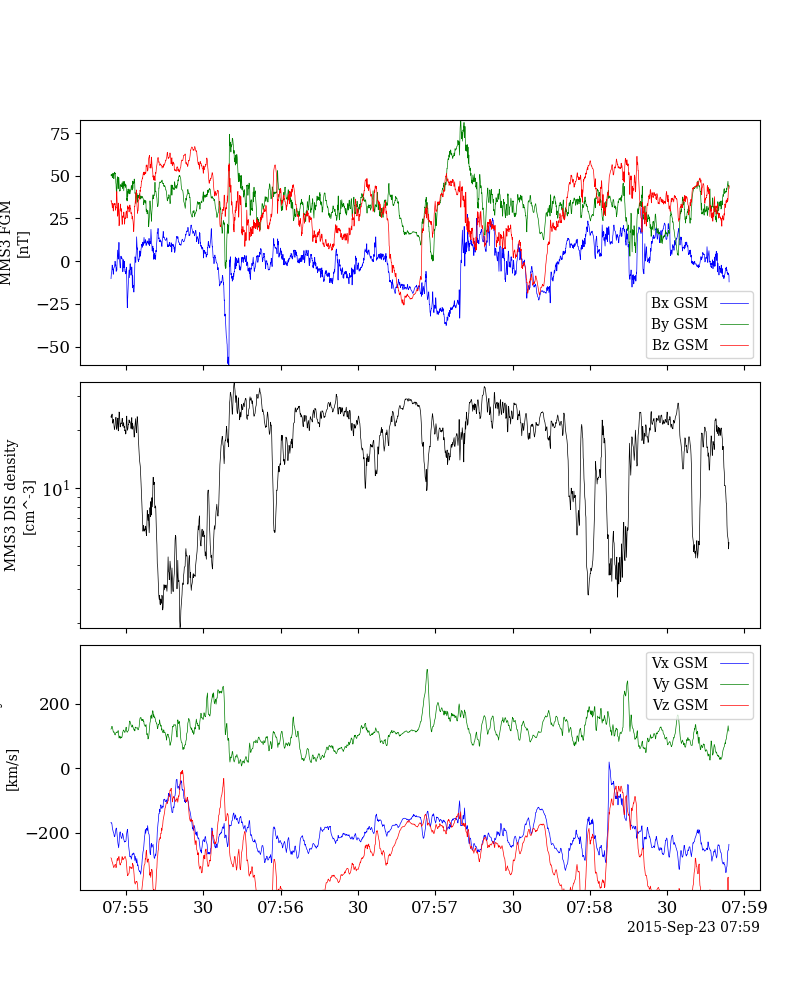 75
50
25
0
−25
−50
MMS3 FGM
[nT]
Bx GSM
By GSM
Bz GSM
10^1
MMS3 DIS density
[cm^-3]
200
0
−200
[km/s]
Vx GSM
Vy GSM
Vz GSM
07:55 30 07:56 30 07:57 30 07:58 30 07:59
2015-Sep-23 07:59